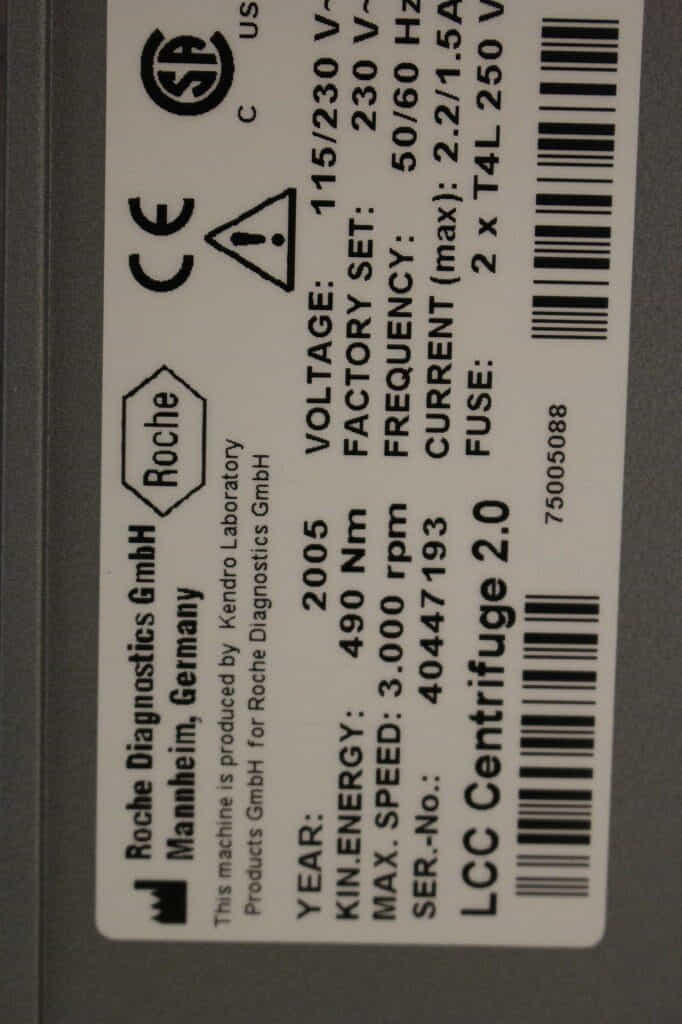 Roche Diagnostics GmbH
Mannheim, Germany
Roche
CE
SA
C US
This machine is produced by Kendro Laboratory
Products GmbH for Roche Diagnostics GmbH
YEAR: 2005
KIN.ENERGY: 490 Nm
MAX. SPEED: 3.000 rpm
SER.-No.: 40447193
LCC Centrifuge 2.0
VOLTAGE: 115/230 V~
FACTORY SET: 230 V~
FREQUENCY: 50/60 Hz
CURRENT (max): 2.2/1.5A
FUSE: 2 x T4L 250 V
75005088